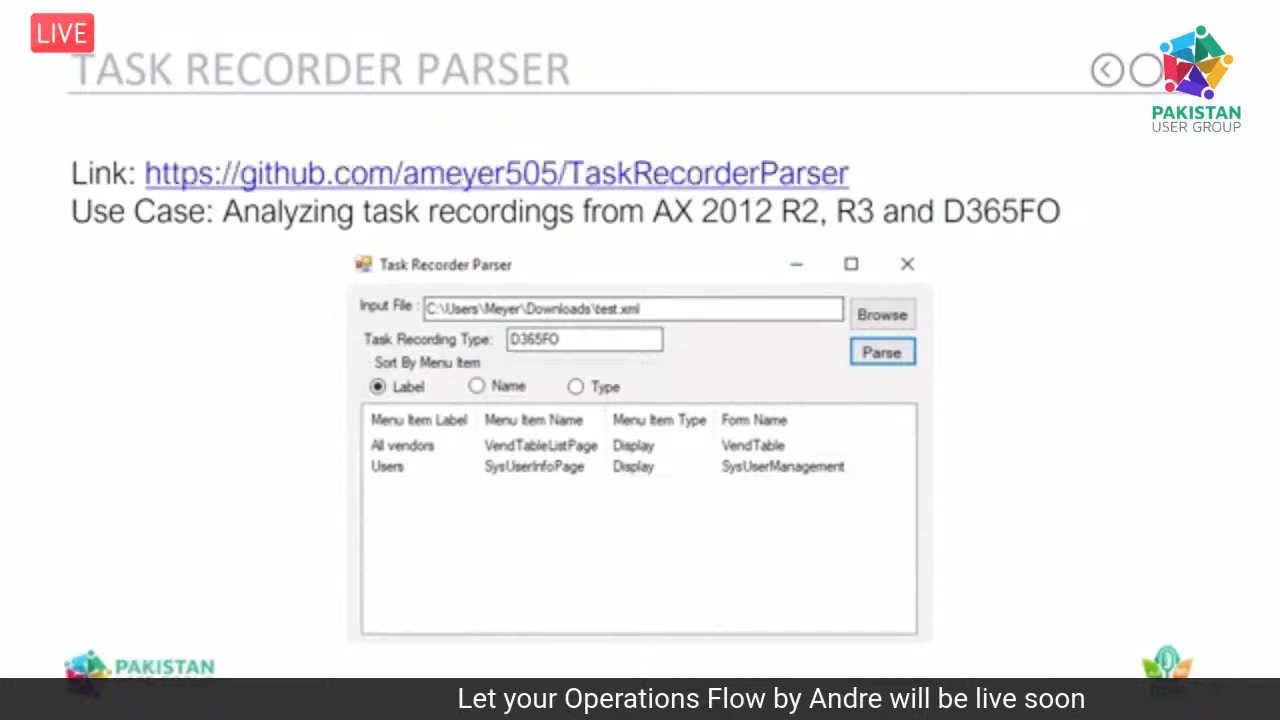 LIVE
TASK RECORDER PARSER
PAKISTAN
USER GROUP
Link: https://github.com/ameyer505/TaskRecorderParser
Use Case: Analyzing task recordings from AX 2012 R2, R3 and D365FO
Task Recorder Parser
Input File : C:\Users\Meyer\Downloads\test.xml Browse
Task Recording Type: D365FO Parse
Sort By Menu Item
Label Name Type
Menu Item Label Menu Item Name Menu Item Type Form Name
All vendors VendTableListPage Display VendTable
Users SysUserInfoPage Display SysUserManagement
PAKISTAN
Let your Operations Flow by Andre will be live soon